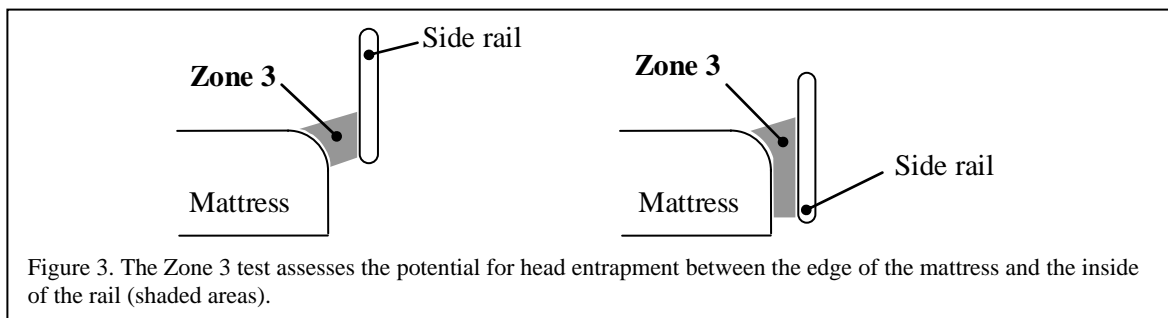 Side rail
Zone 3
Mattress
Zone 3
Side rail
Mattress
Figure 3. The Zone 3 test assesses the potential for head entrapment between the edge of the mattress and the inside
of the rail (shaded areas).